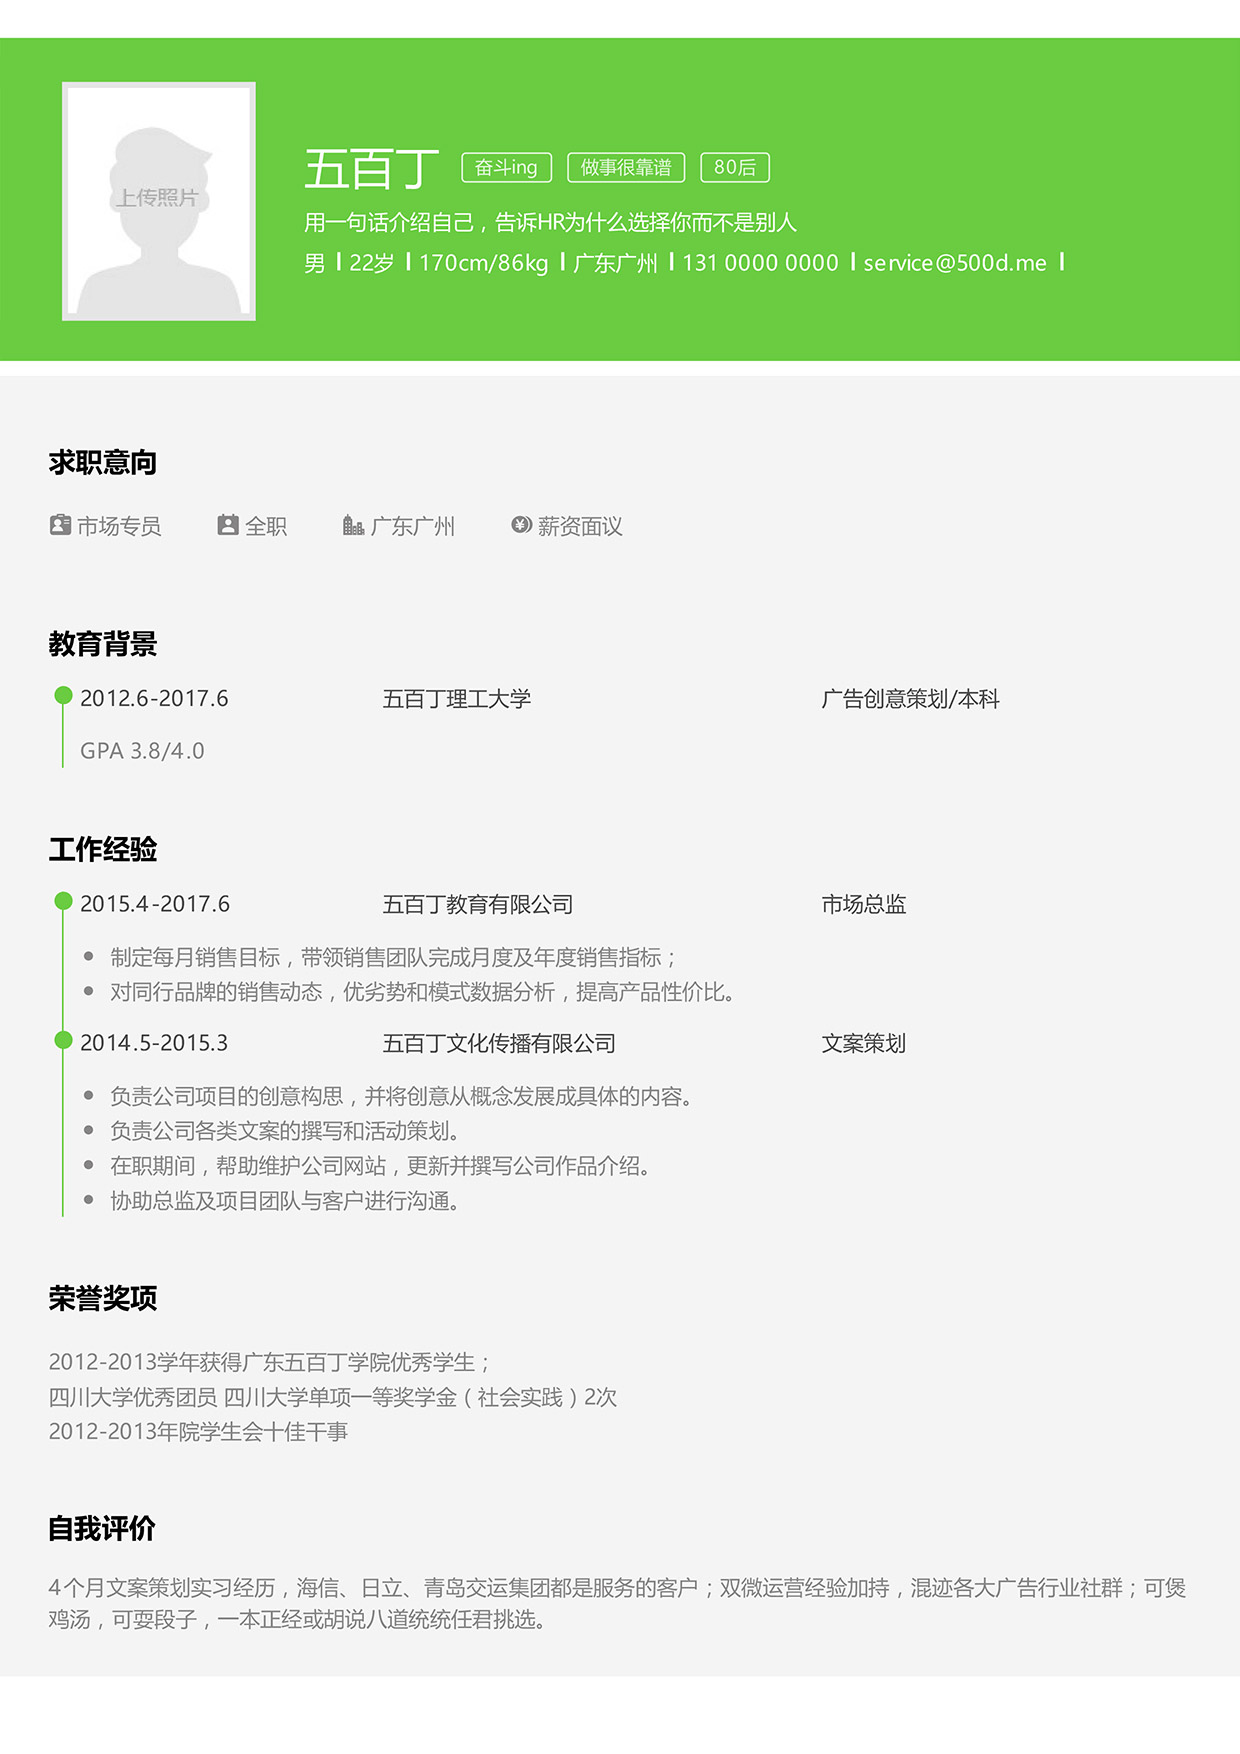 上传照片
五百丁 奋斗ing 做事很靠谱 80后
用一句话介绍自己，告诉HR为什么选择你而不是别人
男 | 22岁 | 170cm/86kg | 广东广州 | 131 0000 0000 | service@500d.me |
求职意向
市场专员 全职 广东广州 薪资面议
教育背景
2012.6-2017.6 五百丁理工大学 广告创意策划/本科
GPA 3.8/4.0
工作经验
2015.4-2017.6 五百丁教育有限公司 市场总监
• 制定每月销售目标，带领销售团队完成月度及年度销售指标；
• 对同行品牌的销售动态，优劣势和模式数据分析，提高产品性价比。
2014.5-2015.3 五百丁文化传播有限公司 文案策划
• 负责公司项目的创意构思，并将创意从概念发展成具体的内容。
• 负责公司各类文案的撰写和活动策划。
• 在职期间，帮助维护公司网站，更新并撰写公司作品介绍。
• 协助总监及项目团队与客户进行沟通。
荣誉奖项
2012-2013学年获得广东五百丁学院优秀学生；
四川大学优秀团员 四川大学单项一等奖学金（社会实践）2次
2012-2013年院学生会十佳干事
自我评价
4个月文案策划实习经历，海信、日立、青岛交运集团都是服务的客户；双微运营经验加持，混迹各大广告行业社群；可煲
鸡汤，可耍段子，一本正经或胡说八道统统任君挑选。